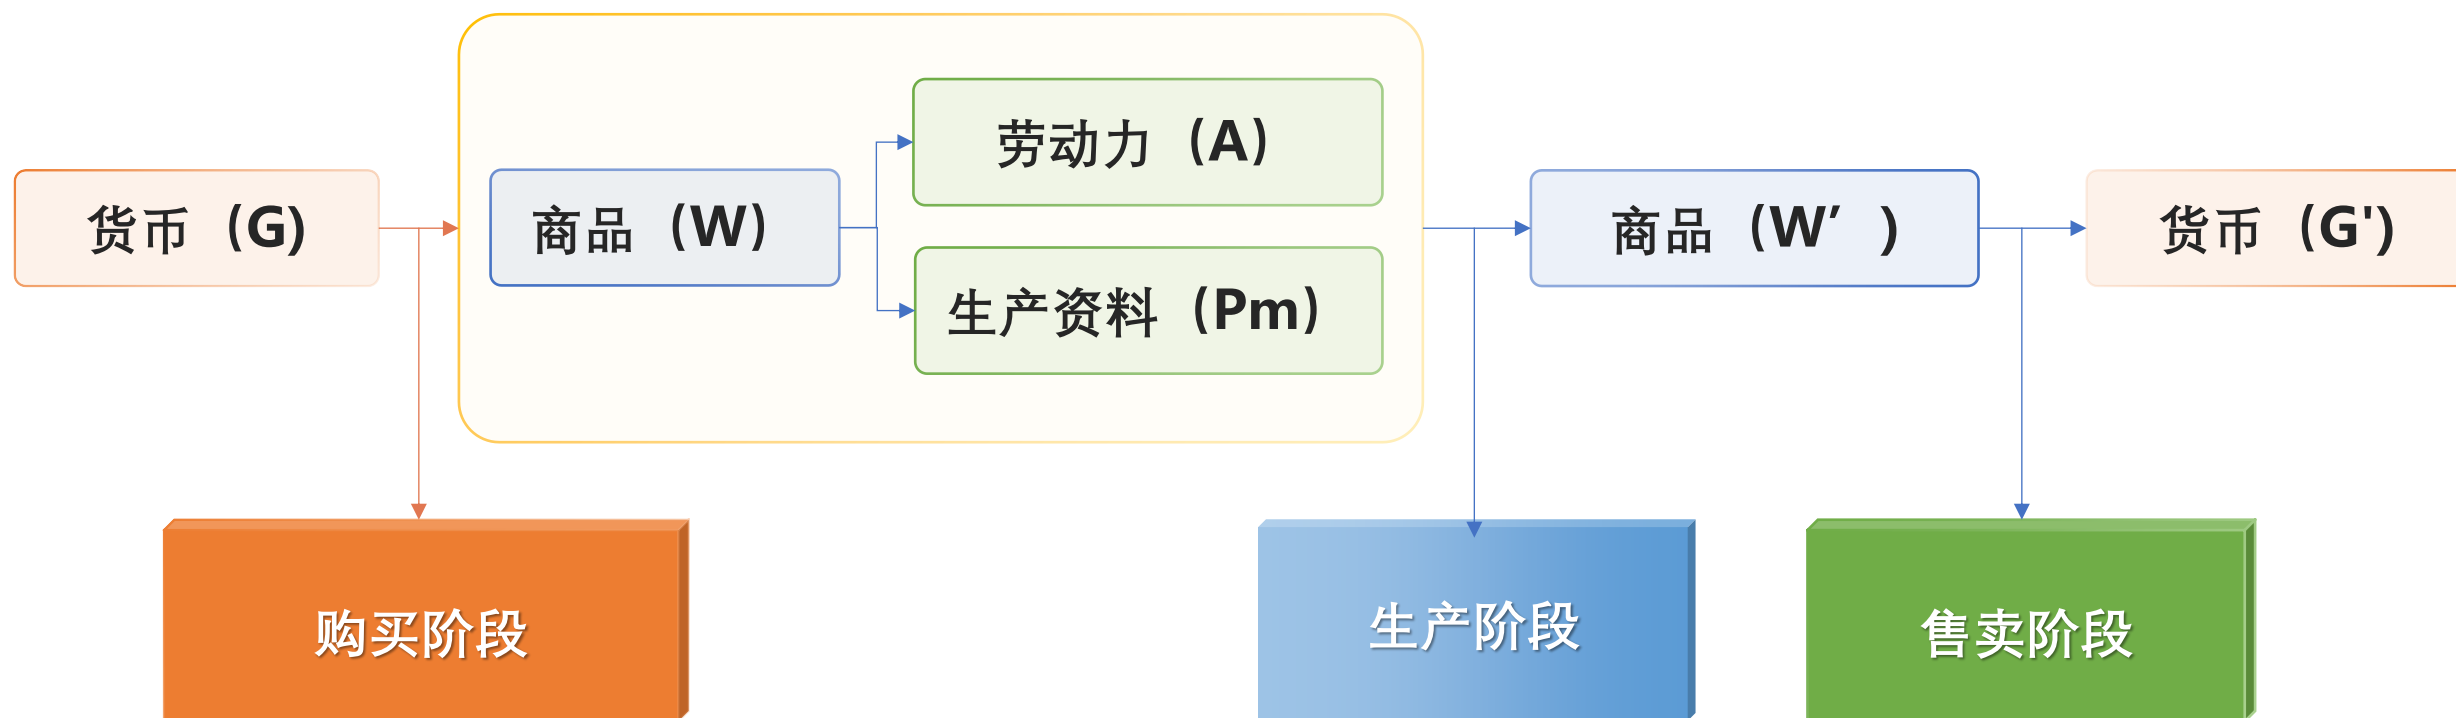 货币 (G)
商品 (W)
劳动力 (A)
生产资料 (Pm)
商品 (W′ )
货币 (G')
购买阶段
生产阶段
售卖阶段